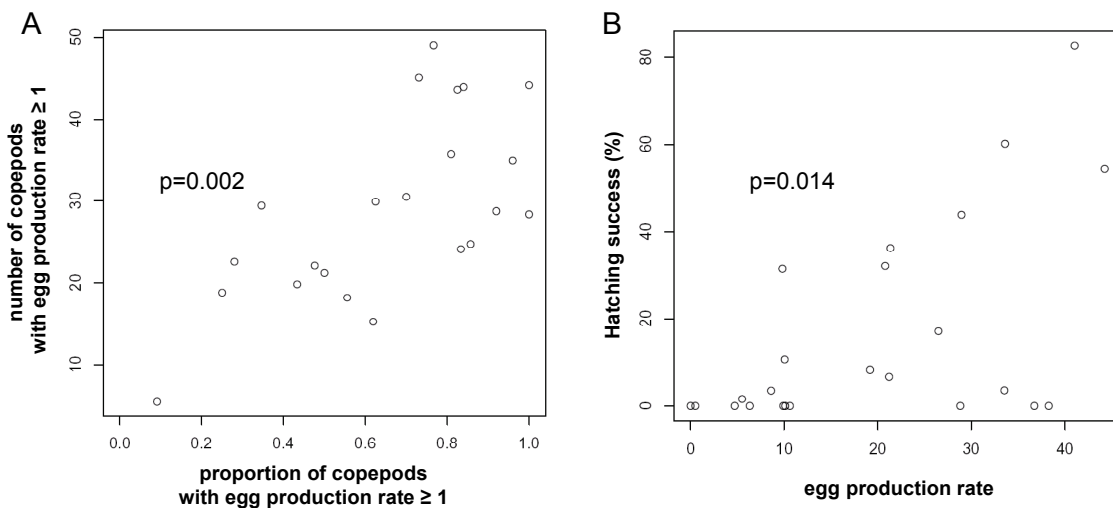 A
50
40
30
20
10
number of copepods
with egg production rate ≥ 1
p=0.002
0.0 0.2 0.4 0.6 0.8 1.0
proportion of copepods
with egg production rate ≥ 1
B
80
60
40
20
0
Hatching success (%)
p=0.014
0 10 20 30 40
egg production rate